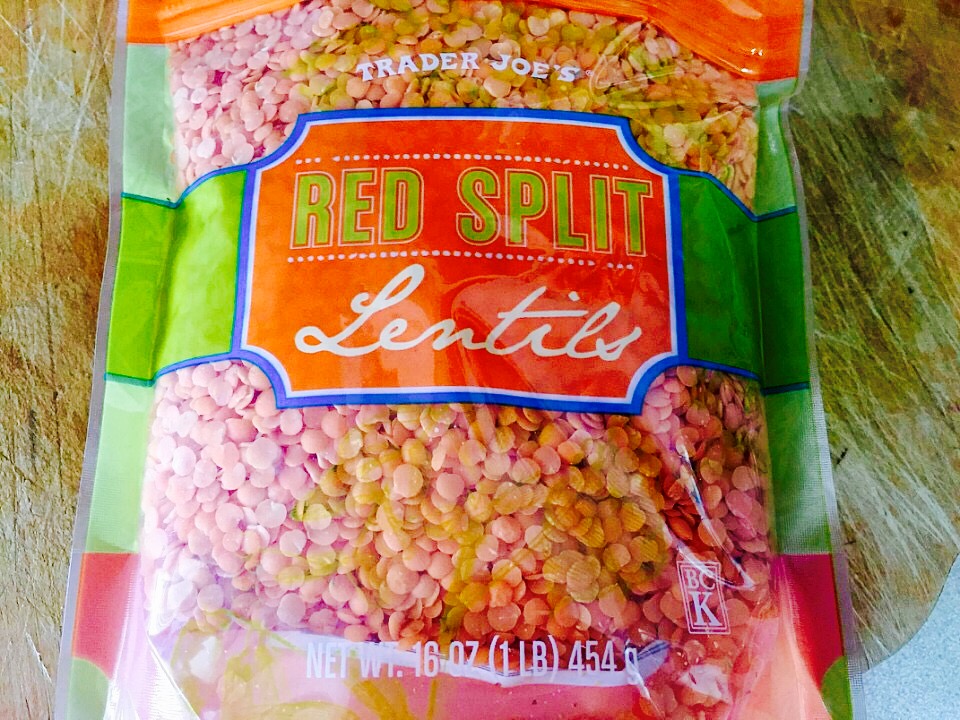 TRADER JOE'S®
RED SPLIT
Lentils
BC
K
NET WT. 16 OZ (1 LB) 454 g